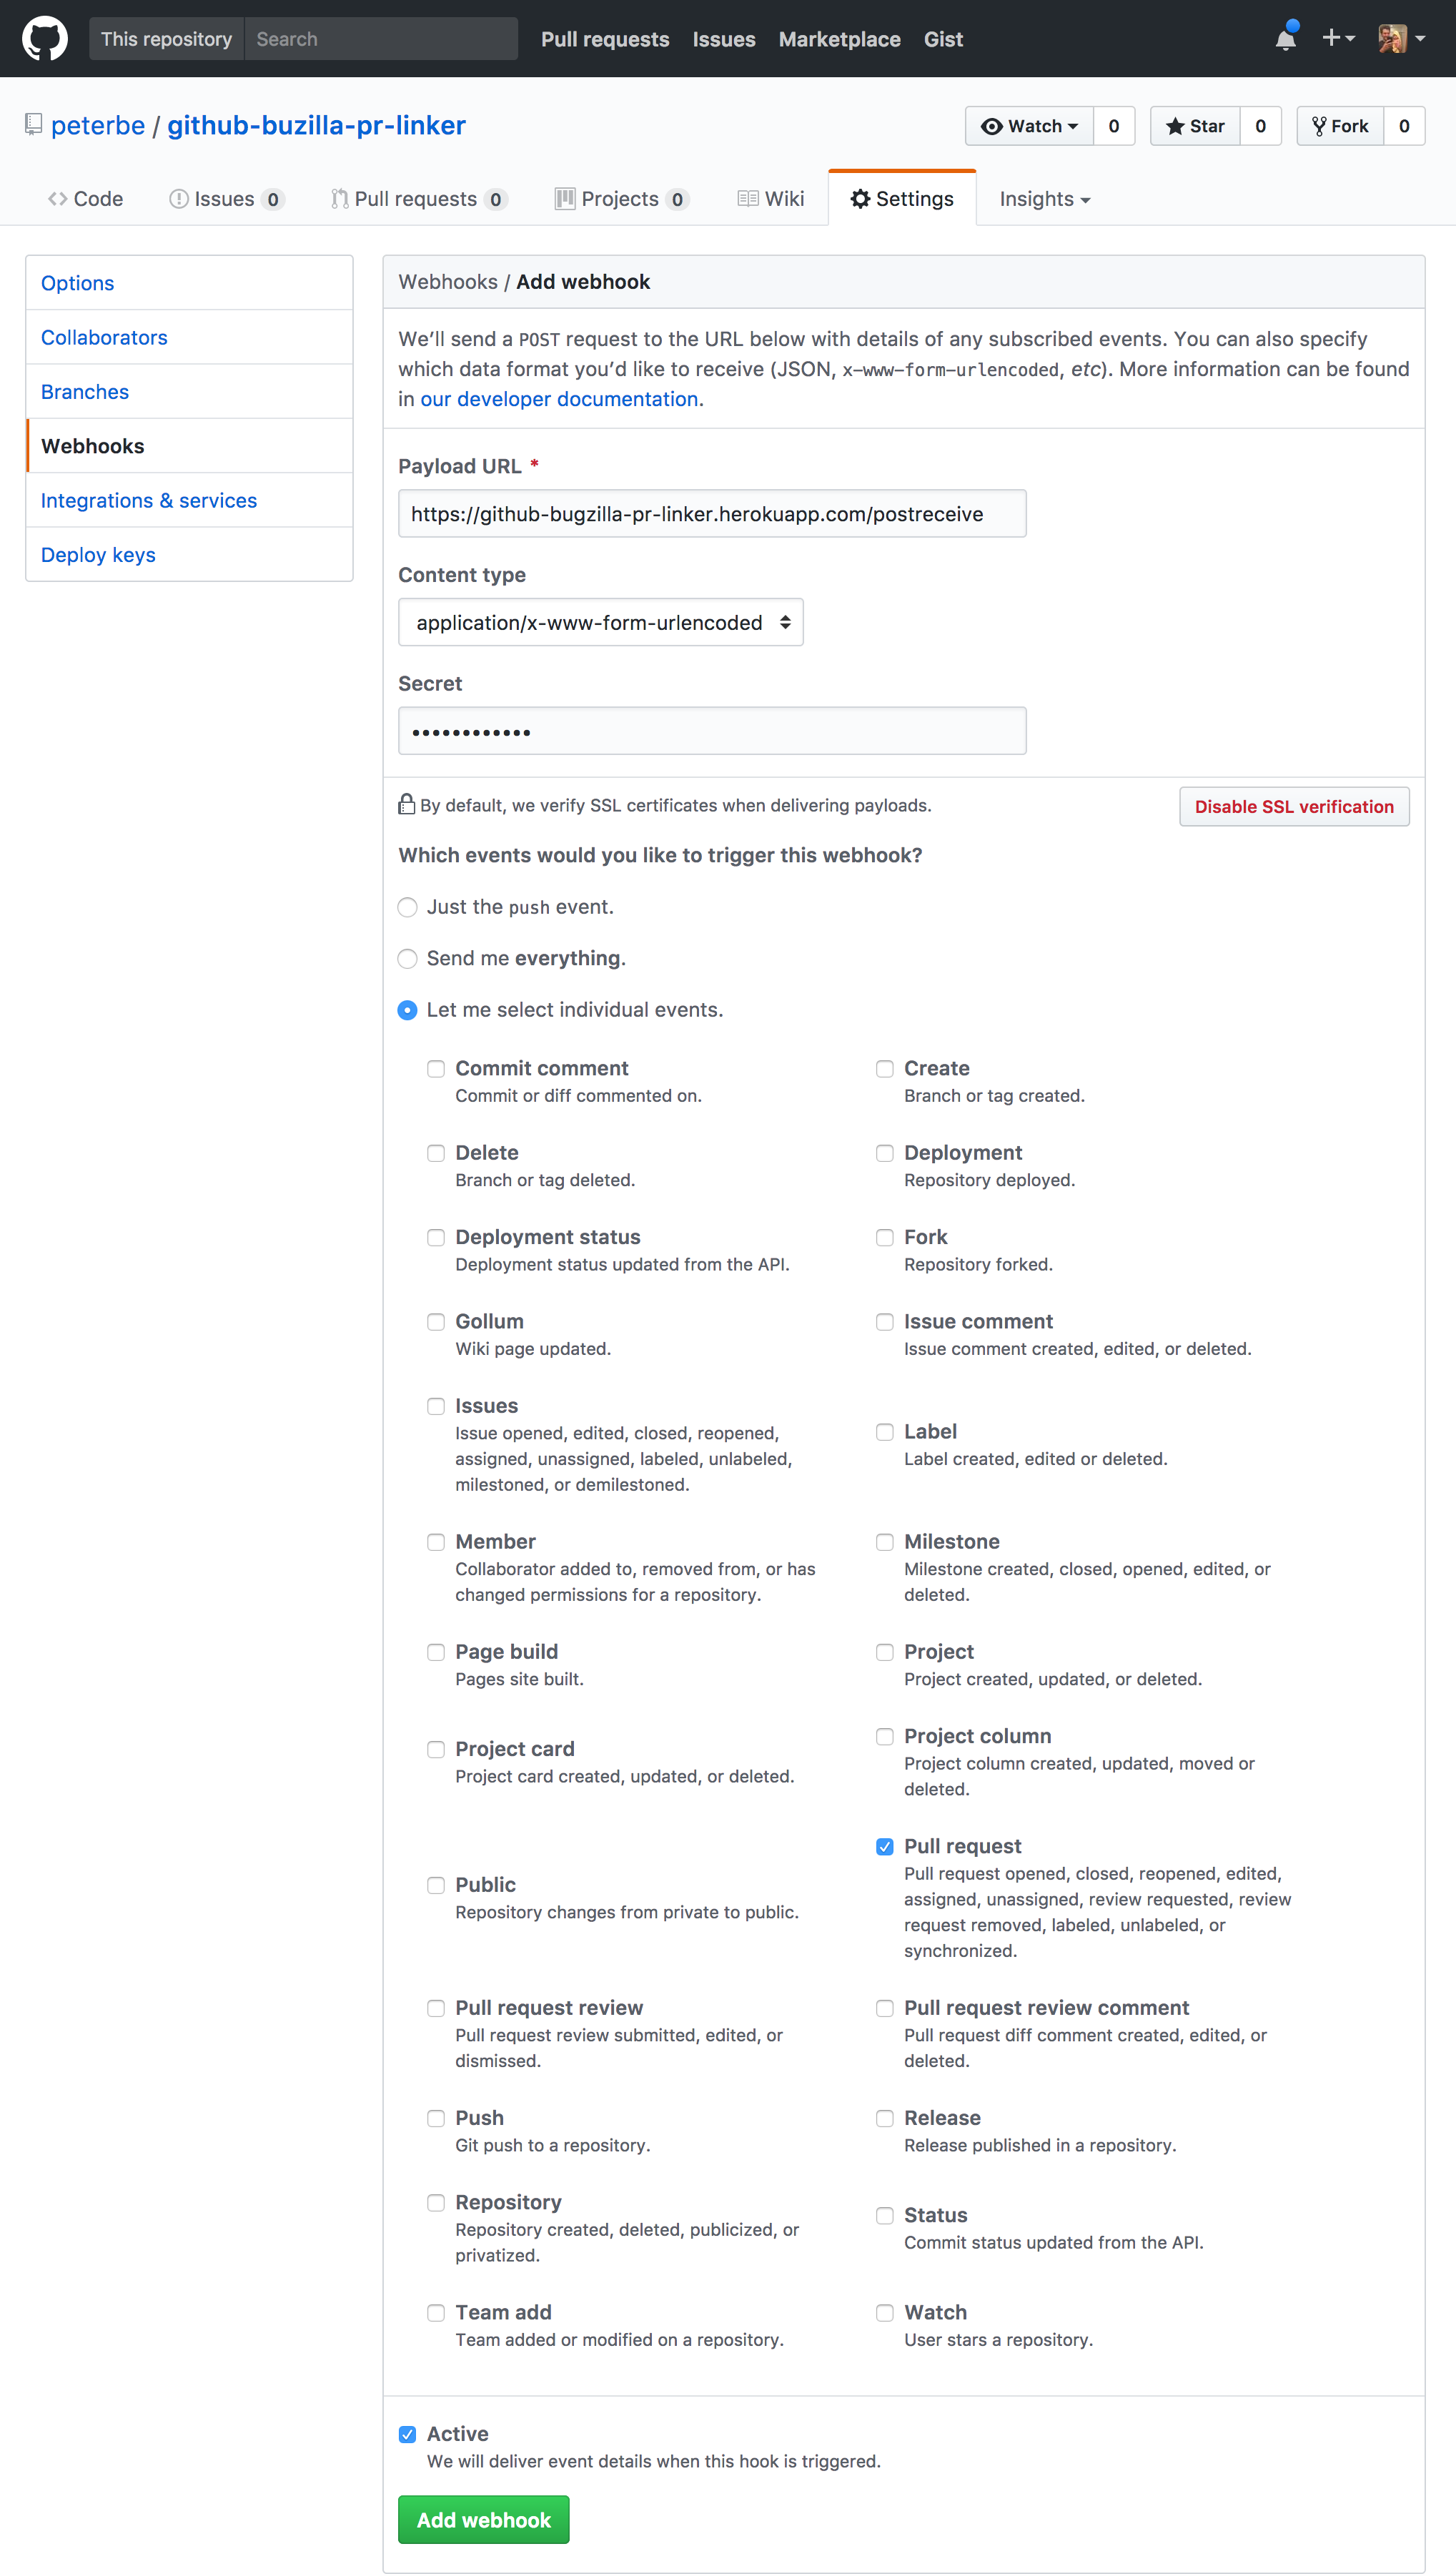 This repository Search Pull requests Issues Marketplace Gist
peterbe / github-buzilla-pr-linker Watch 0 Star 0 Fork 0
Code Issues 0 Pull requests 0 Projects 0 Wiki Settings Insights
Options
Collaborators
Branches
Webhooks
Integrations & services
Deploy keys
Webhooks / Add webhook
We’ll send a POST request to the URL below with details of any subscribed events. You can also specify
which data format you’d like to receive (JSON, x-www-form-urlencoded, etc). More information can be found
in our developer documentation.
Payload URL *
https://github-bugzilla-pr-linker.herokuapp.com/postreceive
Content type
application/x-www-form-urlencoded
Secret
••••••••••••
By default, we verify SSL certificates when delivering payloads. Disable SSL verification
Which events would you like to trigger this webhook?
Just the push event.
Send me everything.
Let me select individual events.
Commit comment
Commit or diff commented on.
Create
Branch or tag created.
Delete
Branch or tag deleted.
Deployment
Repository deployed.
Deployment status
Deployment status updated from the API.
Fork
Repository forked.
Gollum
Wiki page updated.
Issue comment
Issue comment created, edited, or deleted.
Issues
Issue opened, edited, closed, reopened,
assigned, unassigned, labeled, unlabeled,
milestoned, or demilestoned.
Label
Label created, edited or deleted.
Member
Collaborator added to, removed from, or has
changed permissions for a repository.
Milestone
Milestone created, closed, opened, edited, or
deleted.
Page build
Pages site built.
Project
Project created, updated, or deleted.
Project card
Project card created, updated, or deleted.
Project column
Project column created, updated, moved or
deleted.
Public
Repository changes from private to public.
Pull request
Pull request opened, closed, reopened, edited,
assigned, unassigned, review requested, review
request removed, labeled, unlabeled, or
synchronized.
Pull request review
Pull request review submitted, edited, or
dismissed.
Pull request review comment
Pull request diff comment created, edited, or
deleted.
Push
Git push to a repository.
Release
Release published in a repository.
Repository
Repository created, deleted, publicized, or
privatized.
Status
Commit status updated from the API.
Team add
Team added or modified on a repository.
Watch
User stars a repository.
Active
We will deliver event details when this hook is triggered.
Add webhook